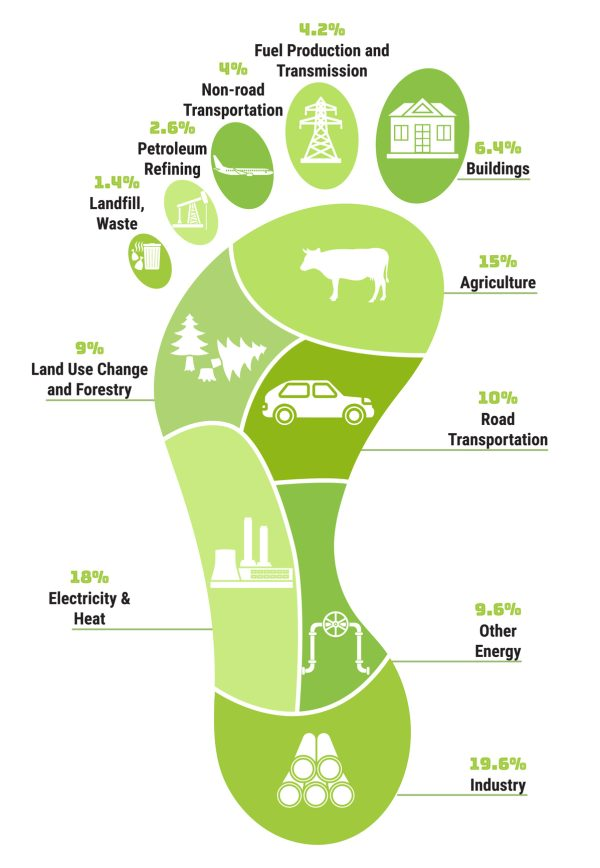 4.2%
Fuel Production and
Transmission
4%
Non-road
Transportation
2.6%
Petroleum
Refining
1.4%
Landfill,
Waste
6.4%
Buildings
15%
Agriculture
9%
Land Use Change
and Forestry
10%
Road
Transportation
18%
Electricity &
Heat
9.6%
Other
Energy
19.6%
Industry